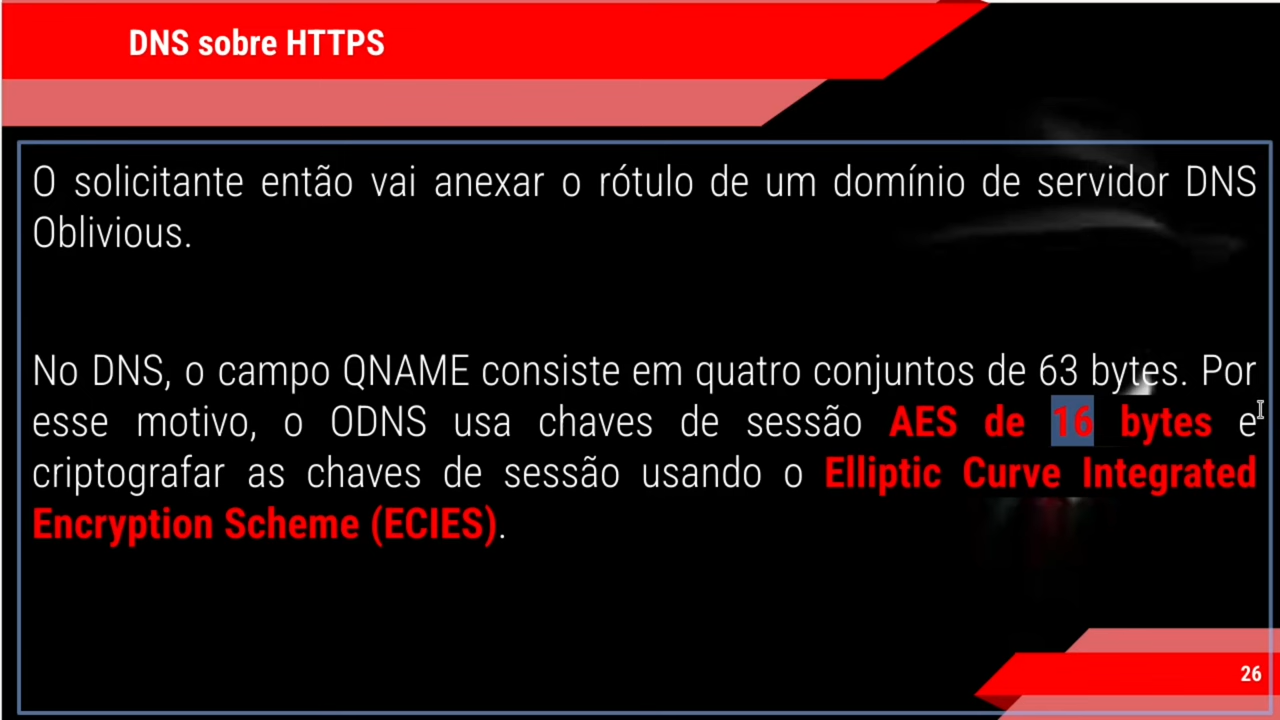 DNS sobre HTTPS
O solicitante então vai anexar o rótulo de um domínio de servidor DNS
Oblivious.
No DNS, o campo QNAME consiste em quatro conjuntos de 63 bytes. Por
esse motivo, o ODNS usa chaves de sessão AES de 16 bytes e
criptografar as chaves de sessão usando o Elliptic Curve Integrated
Encryption Scheme (ECIES).
26